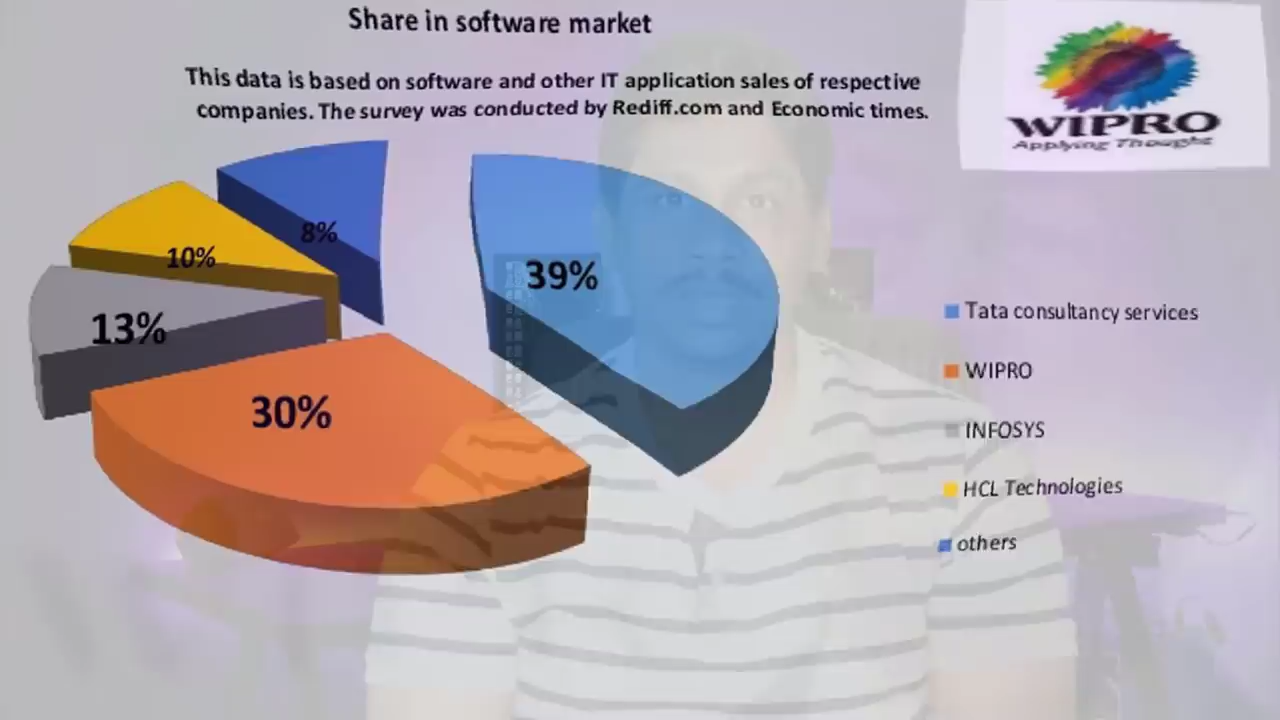 Share in software market
This data is based on software and other IT application sales of respective
companies. The survey was conducted by Rediff.com and Economic times.
WIPRO
Applying Thought
8%
10%
39%
13%
30%
Tata consultancy services
WIPRO
INFOSYS
HCL Technologies
others